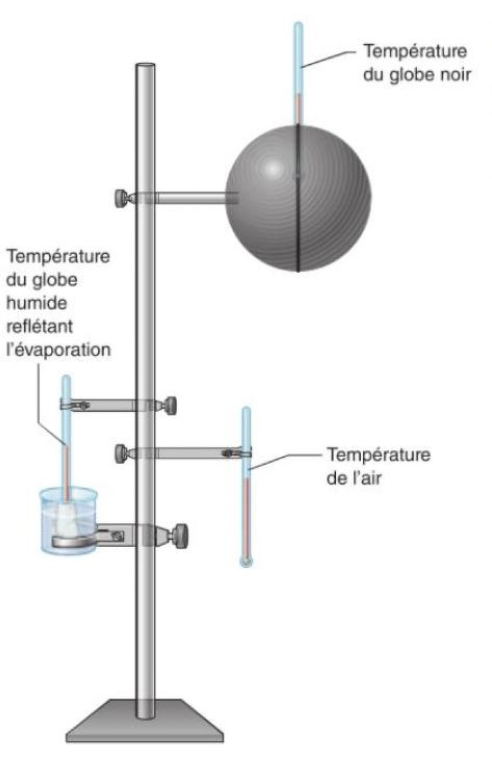 Température
du globe noir
Température
du globe
humide
reflétant
l'évaporation
Température
de l'air